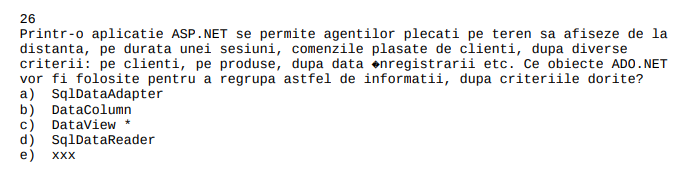 26
Printr-o aplicatie ASP.NET se permite agentilor plecati pe teren sa afiseze de la
distanta, pe durata unei sesiuni, comenzile plasate de clienti, dupa diverse
criterii: pe clienti, pe produse, dupa data �nregistrarii etc. Ce obiecte ADO.NET
vor fi folosite pentru a regrupa astfel de informatii, dupa criteriile dorite?
a) SqlDataAdapter
b) DataColumn
c) DataView *
d) SqlDataReader
e) xxx